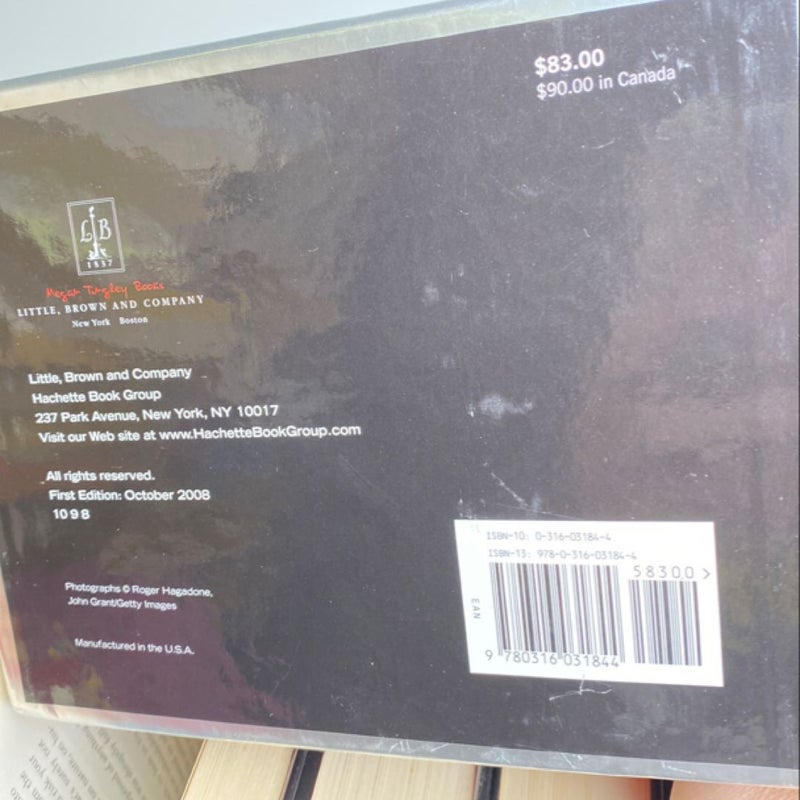 $83.00
$90.00 in Canada
L B
1837
Megan Tingley Books
LITTLE, BROWN AND COMPANY
New York Boston
Little, Brown and Company
Hachette Book Group
237 Park Avenue, New York, NY 10017
Visit our Web site at www.HachetteBookGroup.com
All rights reserved.
First Edition: October 2008
10 9 8
Photographs © Roger Hagadone,
John Grant/Getty Images
Manufactured in the U.S.A.
ISBN-10: 0-316-03184-4
ISBN-13: 978-0-316-03184-4
58300 >
EAN
9 780316 031844